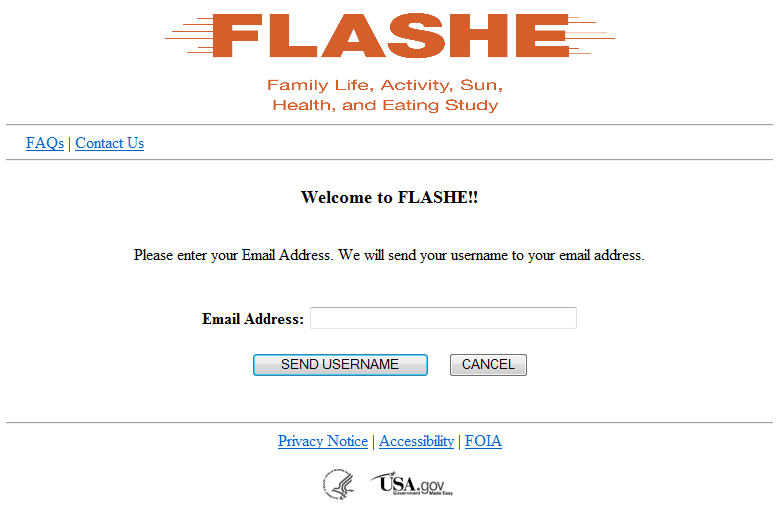 FLASHE
Family Life, Activity, Sun,
Health, and Eating Study
FAQs | Contact Us
Welcome to FLASHE!!
Please enter your Email Address. We will send your username to your email address.
Email Address:
SEND USERNAME CANCEL
Privacy Notice | Accessibility | FOIA
USA.gov
Government Made Easy